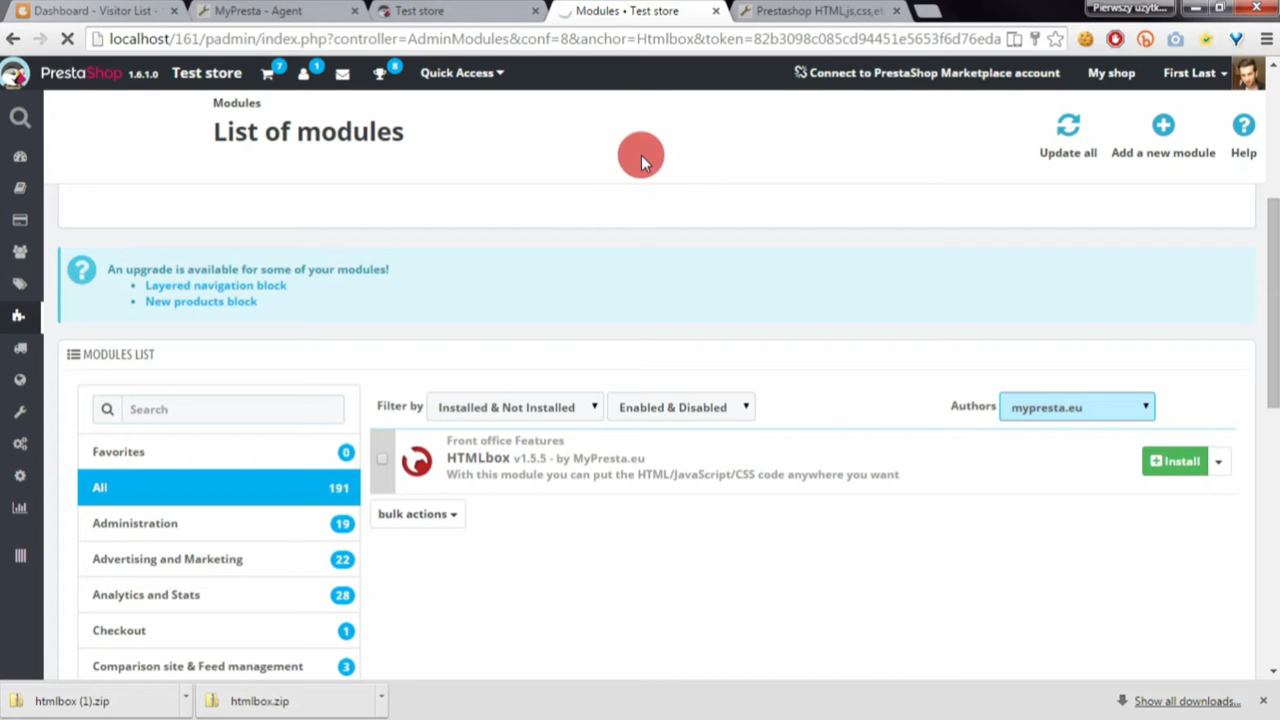 Dashboard - Visitor List -
MyPresta - Agent
Test store
Modules • Test store
Prestashop HTML,js,css,et
Pierwszy użytk...
localhost/161/padmin/index.php?controller=AdminModules&conf=8&anchor=Htmlbox&token=82b3098c085cd94451e5653f6d76eda
PrestaShop 1.6.1.0 Test store 7 1 8 Quick Access
Connect to PrestaShop Marketplace account My shop First Last
Modules
List of modules
Update all Add a new module Help
An upgrade is available for some of your modules!
• Layered navigation block
• New products block
MODULES LIST
Search
Filter by Installed & Not Installed Enabled & Disabled Authors mypresta.eu
Favorites 0
All 191
Administration 19
Advertising and Marketing 22
Analytics and Stats 28
Checkout 1
Comparison site & Feed management 3
Front office Features
HTMLbox v1.5.5 - by MyPresta.eu
With this module you can put the HTML/JavaScript/CSS code anywhere you want
Install
bulk actions
htmlbox (1).zip
htmlbox.zip
Show all downloads...